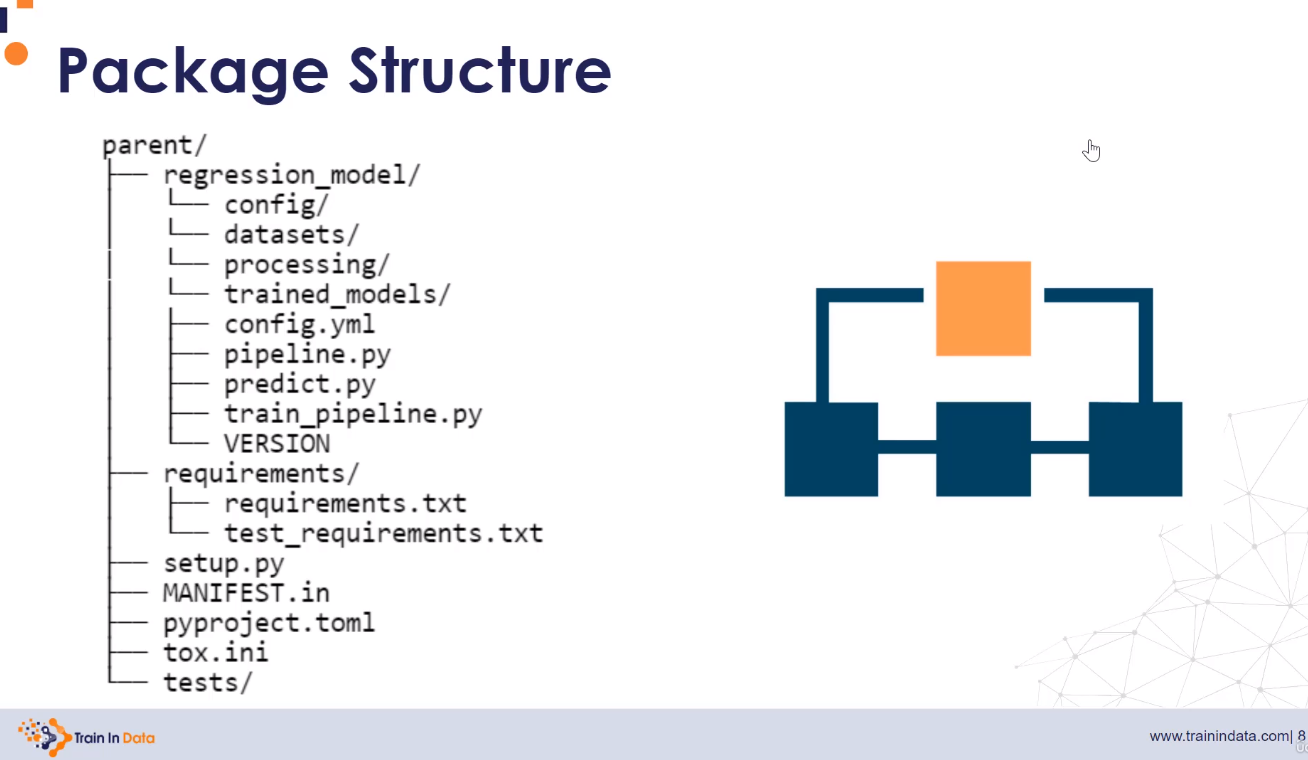 Package Structure
parent/
├── regression_model/
│   └── config/
│   └── datasets/
│   └── processing/
│   └── trained_models/
│   ├── config.yml
│   ├── pipeline.py
│   ├── predict.py
│   ├── train_pipeline.py
│   └── VERSION
├── requirements/
│   ├── requirements.txt
│   └── test_requirements.txt
├── setup.py
├── MANIFEST.in
├── pyproject.toml
├── tox.ini
└── tests/
Train In Data
www.trainindata.com| 8